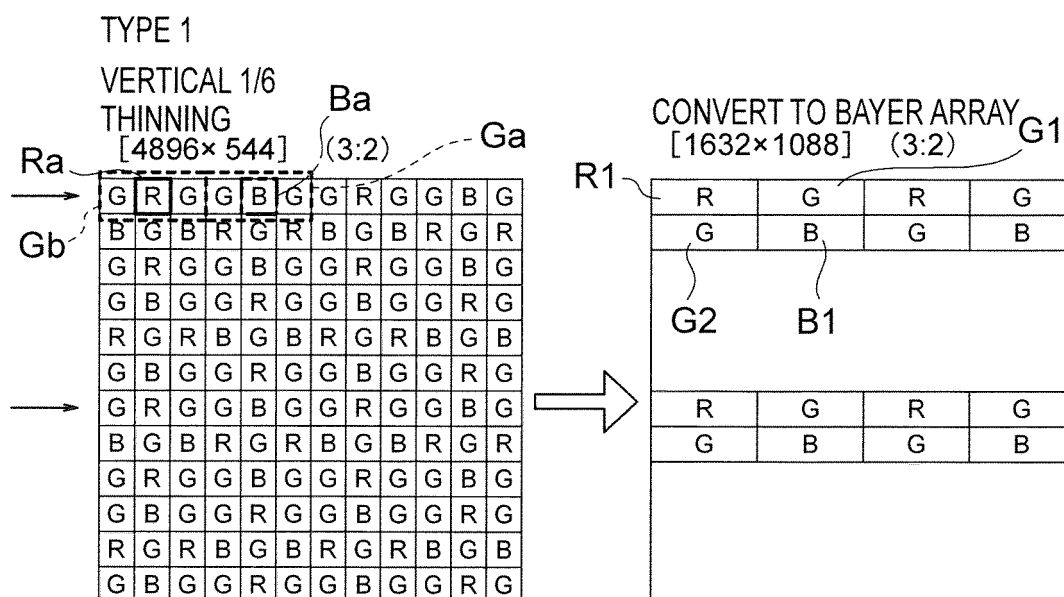 TYPE 1
VERTICAL 1/6
THINNING
[4896×544] (3:2)
Ra
Ba
Ga
Gb
G R G G B G G R G G B G
B G B R G R B G B R G R
G R G G B G G R G G B G
G B G G R G G B G G R G
R G R B G B R G R B G B
G B G G R G G B G G R G
G R G G B G G R G G B G
B G B R G R B G B R G R
G R G G B G G R G G B G
G B G G R G G B G G R G
R G R B G B R G R B G B
G B G G R G G B G G R G
CONVERT TO BAYER ARRAY
[1632×1088] (3:2)
G1
R1
R G R G
G B G B
G2
B1
R G R G
G B G B